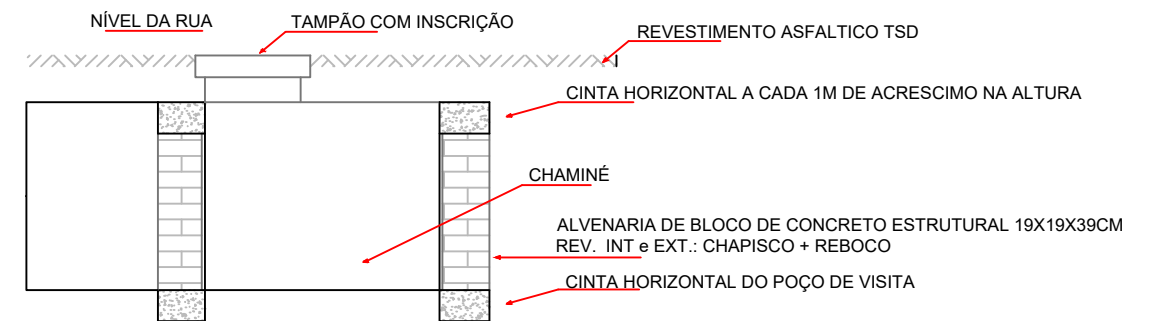 NÍVEL DA RUA
TAMPÃO COM INSCRIÇÃO
REVESTIMENTO ASFALTICO TSD
CINTA HORIZONTAL A CADA 1M DE ACRESCIMO NA ALTURA
CHAMINÉ
ALVENARIA DE BLOCO DE CONCRETO ESTRUTURAL 19X19X39CM
REV. INT e EXT.: CHAPISCO + REBOCO
CINTA HORIZONTAL DO POÇO DE VISITA